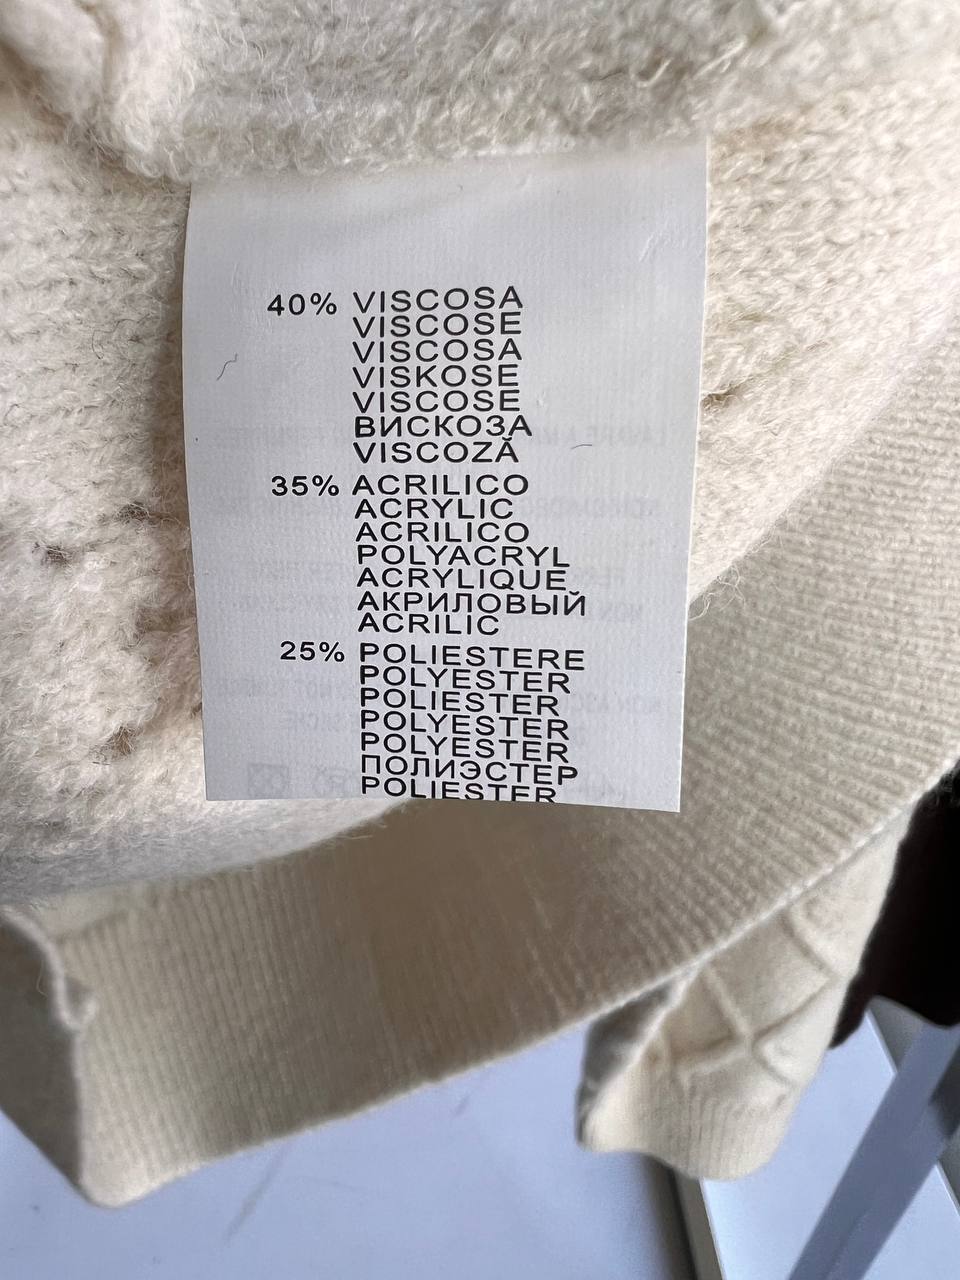 40% VISCOSA
VISCOSE
VISCOSA
VISKOSE
VISCOSE
ВИСКОЗА
VISCOZĂ
35% ACRILICO
ACRYLIC
ACRILICO
POLYACRYL
ACRYLIQUE
АКРИЛОВЫЙ
ACRILIC
25% POLIESTERE
POLYESTER
POLIESTER
POLYESTER
POLYESTER
ПОЛИЭСТЕР
POLIESTER